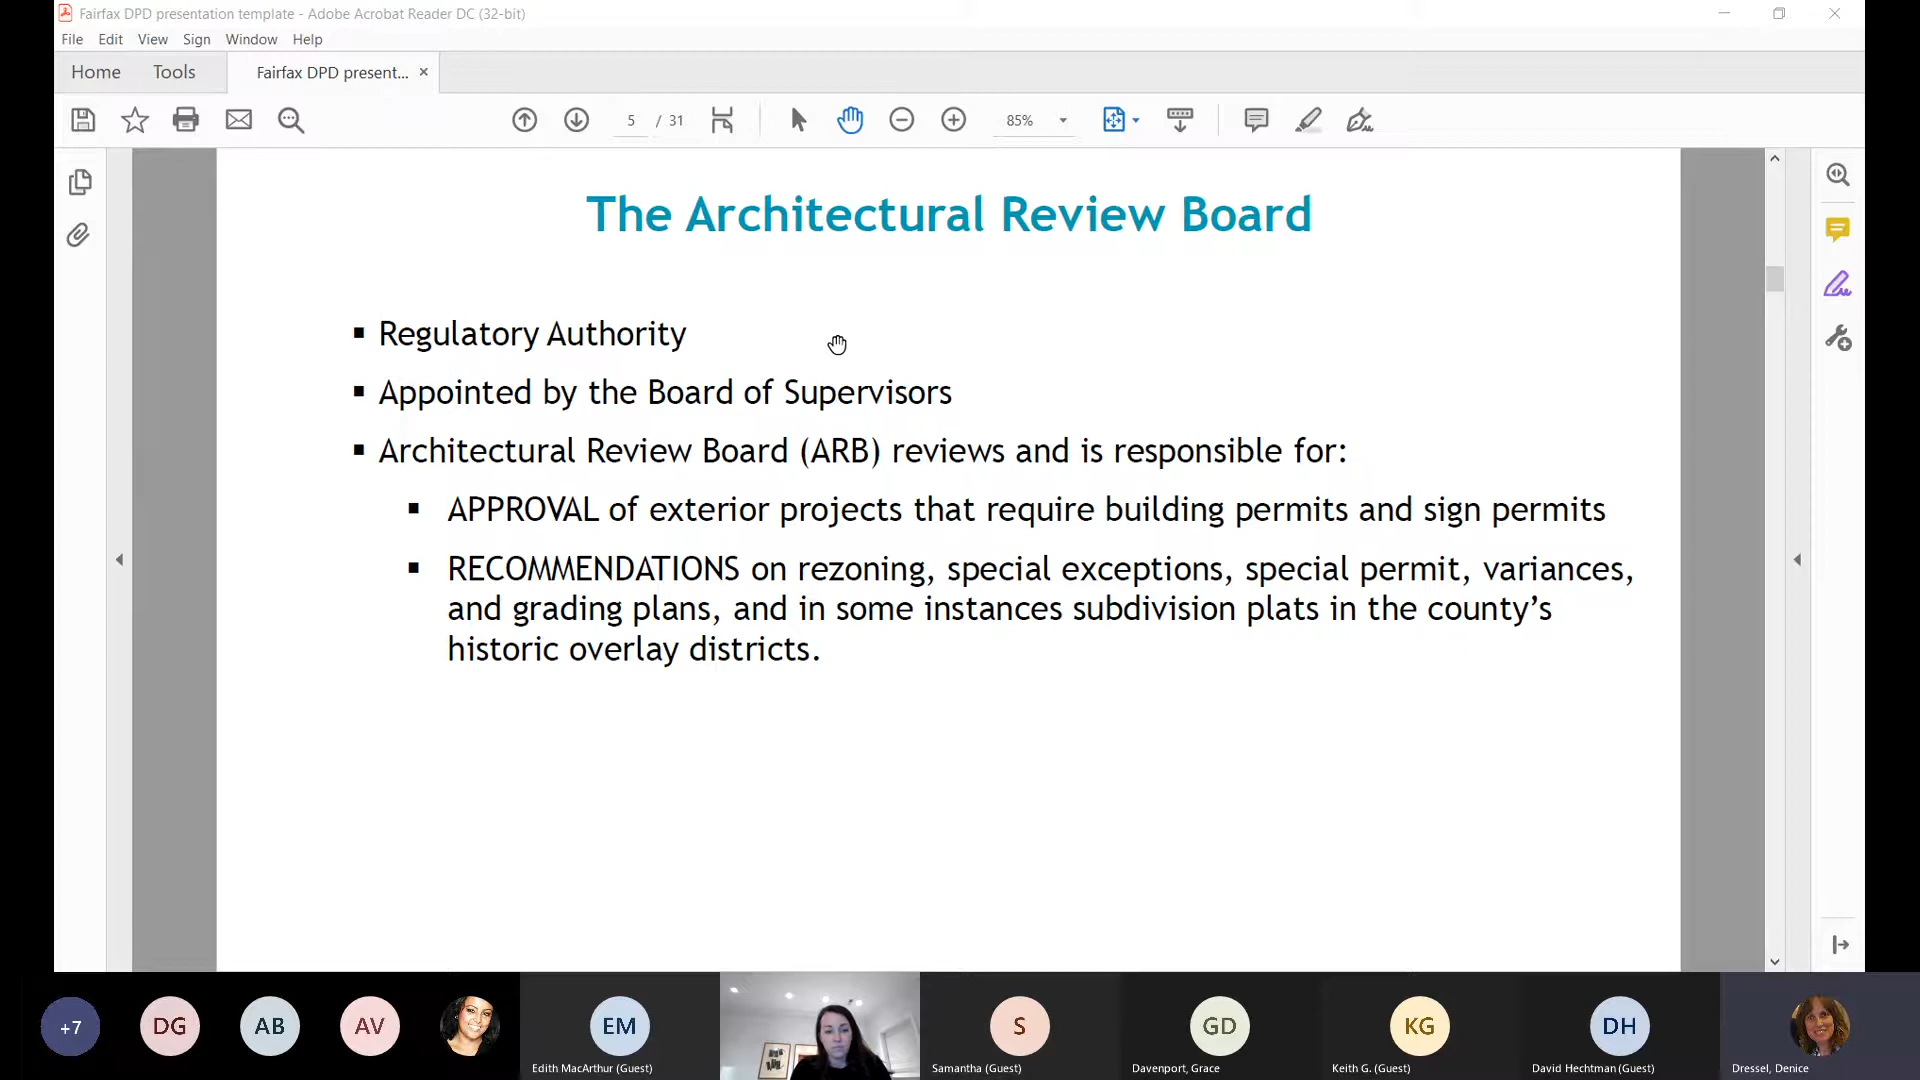 Fairfax DPD presentation template - Adobe Acrobat Reader DC (32-bit)
File Edit View Sign Window Help
Home Tools Fairfax DPD present... ×
5 / 31 85%
The Architectural Review Board
▪ Regulatory Authority
▪ Appointed by the Board of Supervisors
▪ Architectural Review Board (ARB) reviews and is responsible for:
▪ APPROVAL of exterior projects that require building permits and sign permits
▪ RECOMMENDATIONS on rezoning, special exceptions, special permit, variances,
and grading plans, and in some instances subdivision plats in the county’s
historic overlay districts.
+7 DG AB AV EM S GD KG DH
Edith MacArthur (Guest) Samantha (Guest) Davenport, Grace Keith G. (Guest) David Hechtman (Guest) Dressel, Denice